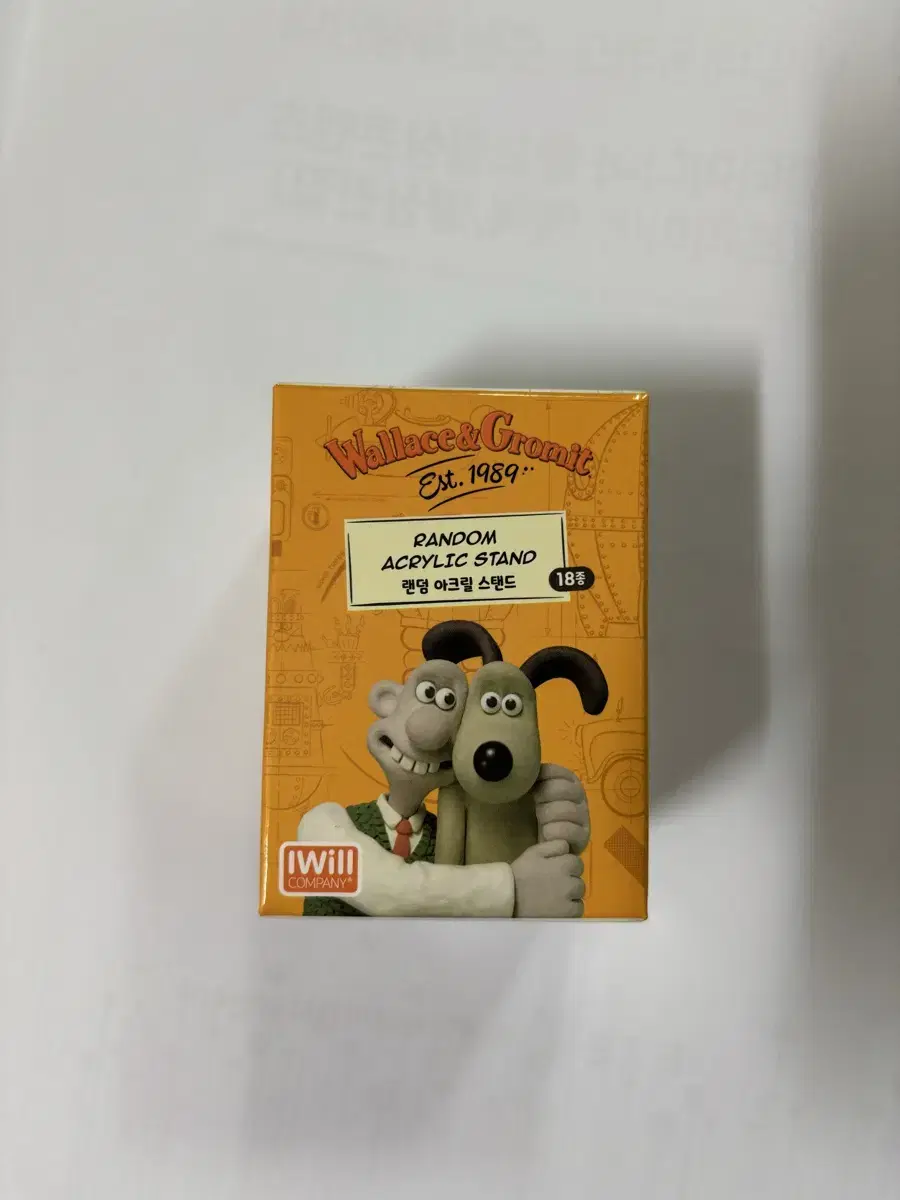 Wallace & Gromit
Est. 1989
RANDOM
ACRYLIC STAND
랜덤 아크릴 스탠드
18종
IWill
COMPANY®